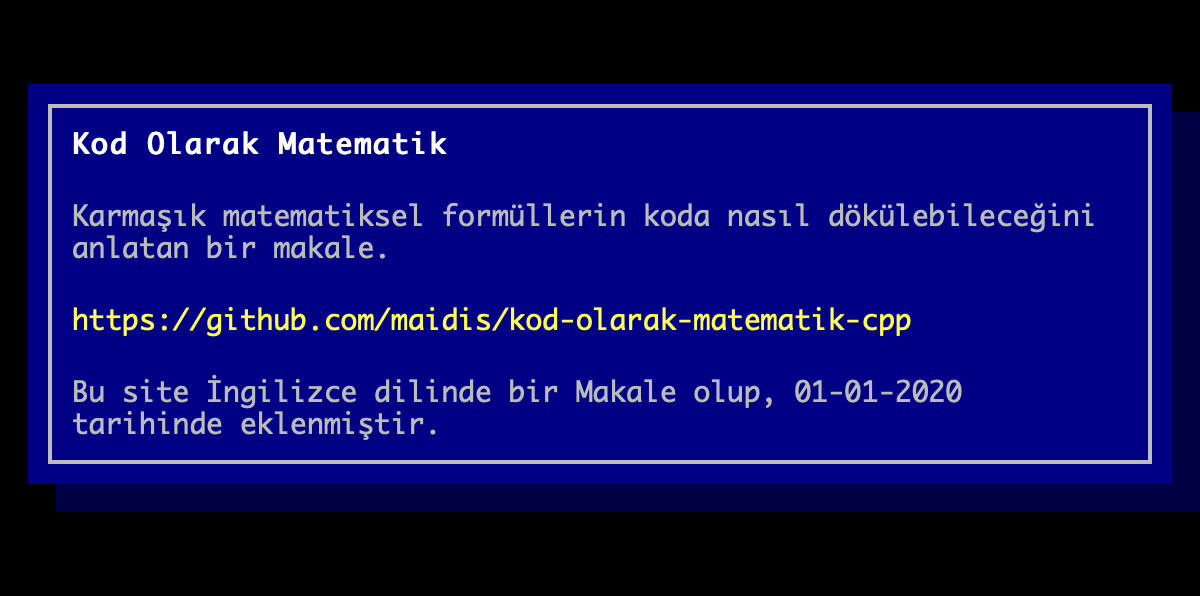 Kod Olarak Matematik
Karmaşık matematiksel formüllerin koda nasıl dökülebileceğini
anlatan bir makale.
https://github.com/maidis/kod-olarak-matematik-cpp
Bu site İngilizce dilinde bir Makale olup, 01-01-2020
tarihinde eklenmiştir.